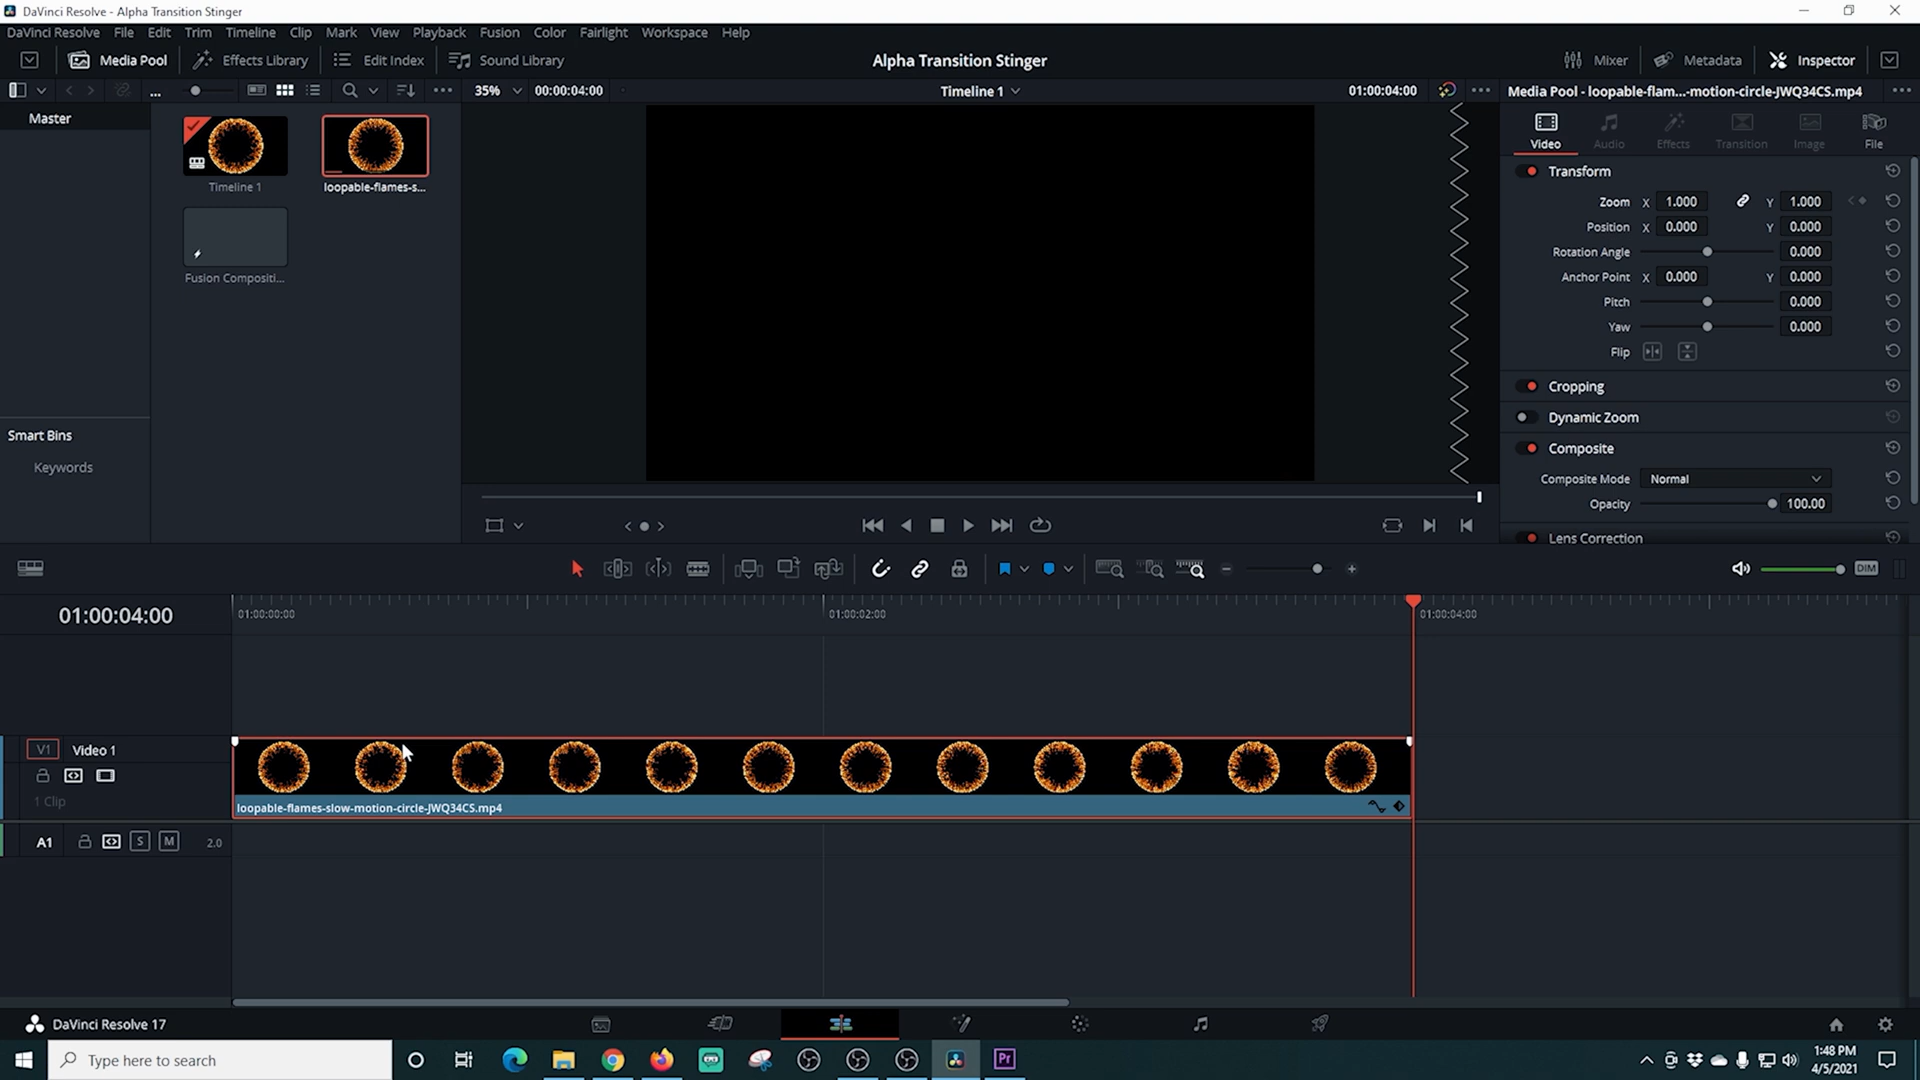 DaVinci Resolve - Alpha Transition Stinger
DaVinci Resolve File Edit Trim Timeline Clip Mark View Playback Fusion Color Fairlight Workspace Help
Media Pool Effects Library Edit Index Sound Library Alpha Transition Stinger Mixer Metadata Inspector
... 35% 00:00:04:00 Timeline 1 01:00:04:00 Media Pool - loopable-flam...-motion-circle-JWQ34CS.mp4
Master
Timeline 1 loopable-flames-s...
Fusion Compositi...
Smart Bins
Keywords
Video Audio Effects Transition Image File
Transform
Zoom X 1.000 Y 1.000
Position X 0.000 Y 0.000
Rotation Angle 0.000
Anchor Point X 0.000 Y 0.000
Pitch 0.000
Yaw 0.000
Flip
Cropping
Dynamic Zoom
Composite
Composite Mode Normal
Opacity 100.00
Lens Correction
DIM
01:00:04:00 01:00:00:00 01:00:02:00 01:00:04:00
V1 Video 1
1 Clip
loopable-flames-slow-motion-circle-JWQ34CS.mp4
A1 S M 2.0
DaVinci Resolve 17
Type here to search
Pr
1:48 PM
4/5/2021